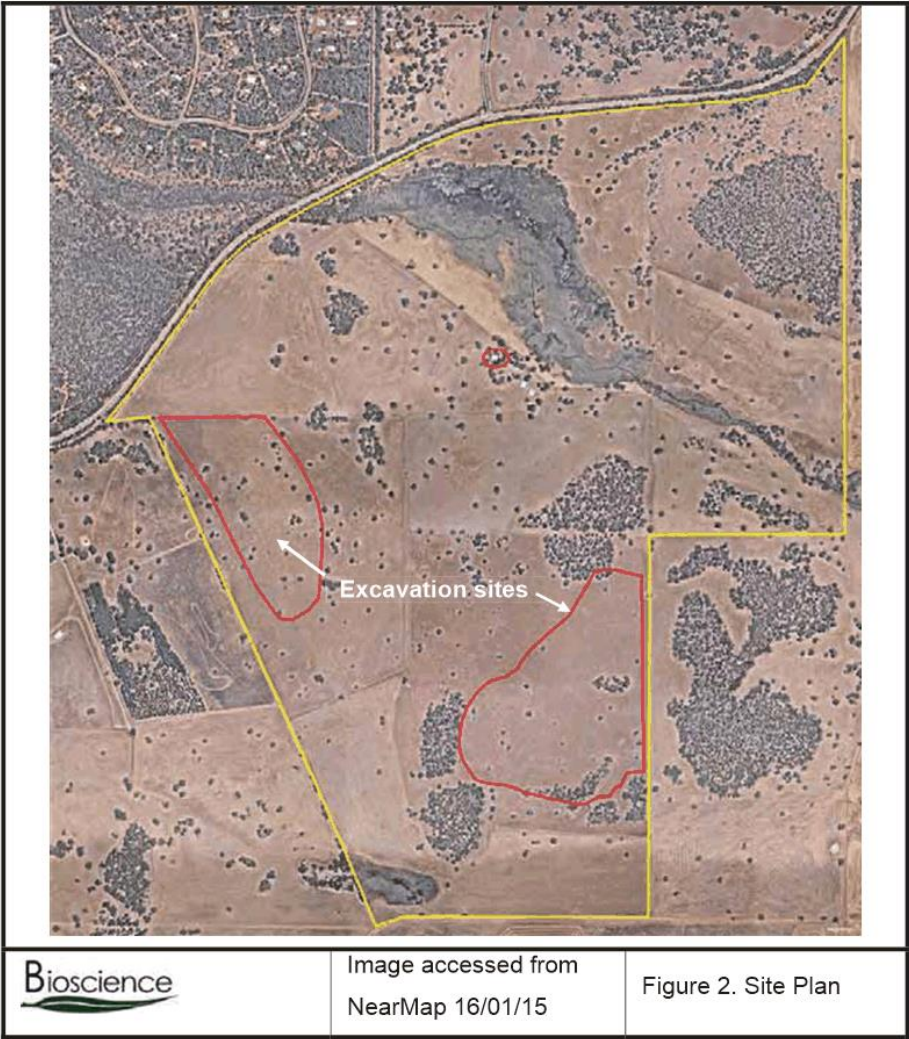 Excavation sites
Bioscience
Image accessed from
NearMap 16/01/15
Figure 2. Site Plan